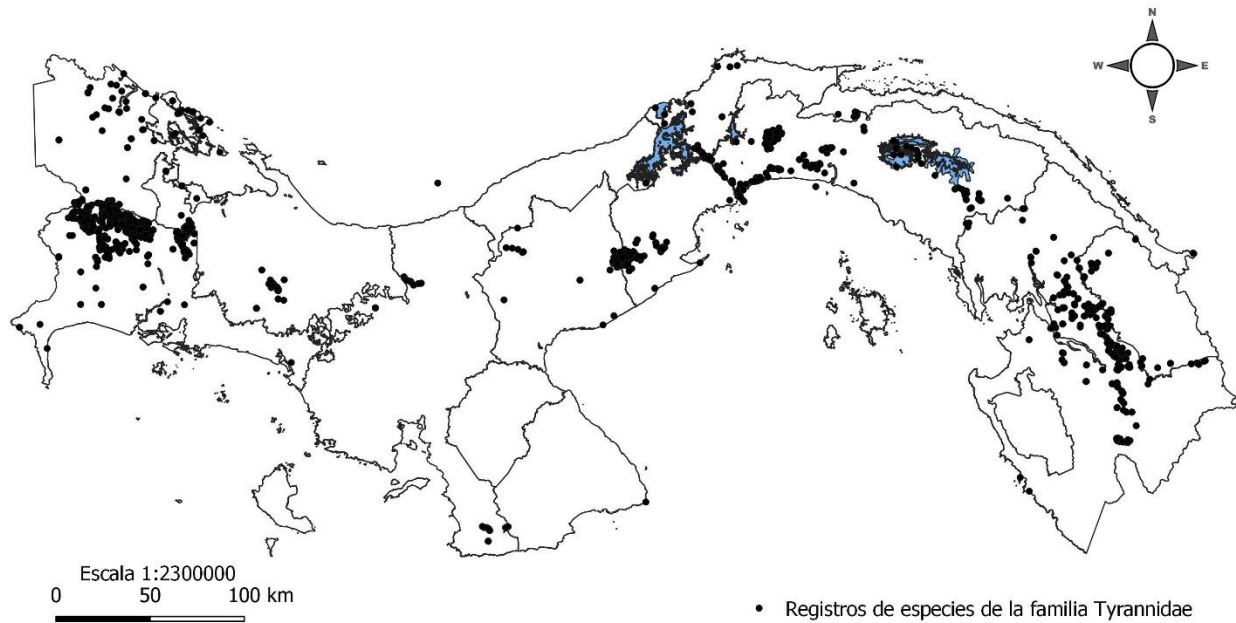 N
W E
S
Escala 1:2300000
0 50 100 km
Registros de especies de la familia Tyrannidae